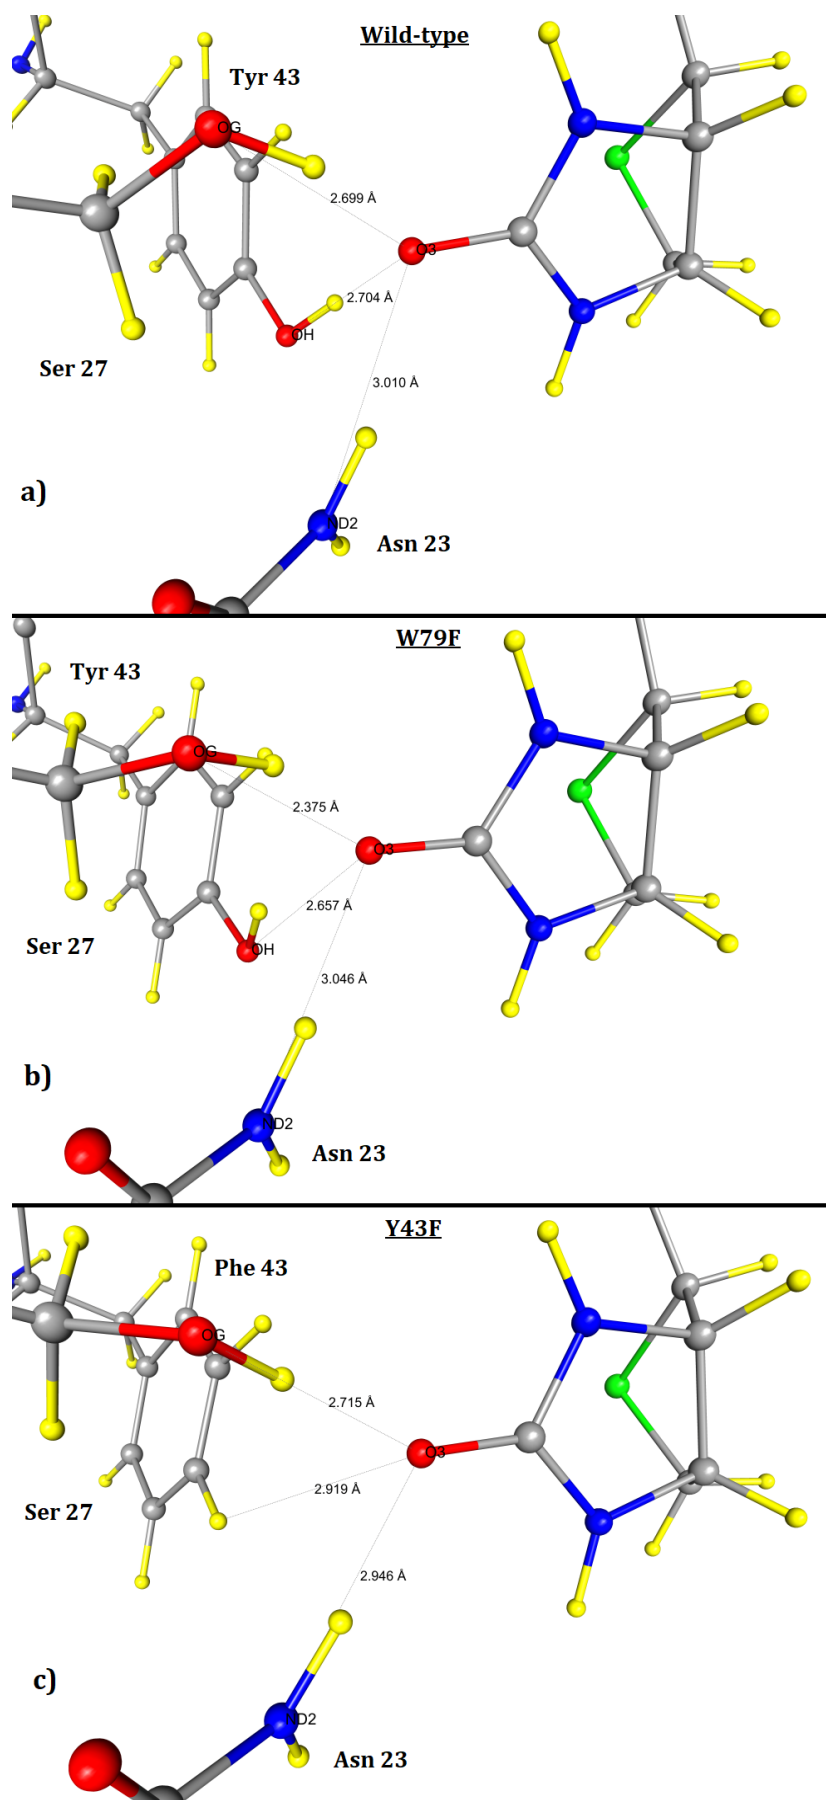 Wild-type
Tyr 43
OG
2.699 Å
O3
2.704 Å
OH
Ser 27
3.010 Å
a)
ND2
Asn 23
W79F
Tyr 43
OG
2.375 Å
O3
2.657 Å
Ser 27
OH
3.046 Å
b)
ND2
Asn 23
Y43F
Phe 43
OG
2.715 Å
O3
2.919 Å
Ser 27
2.946 Å
c)
ND2
Asn 23